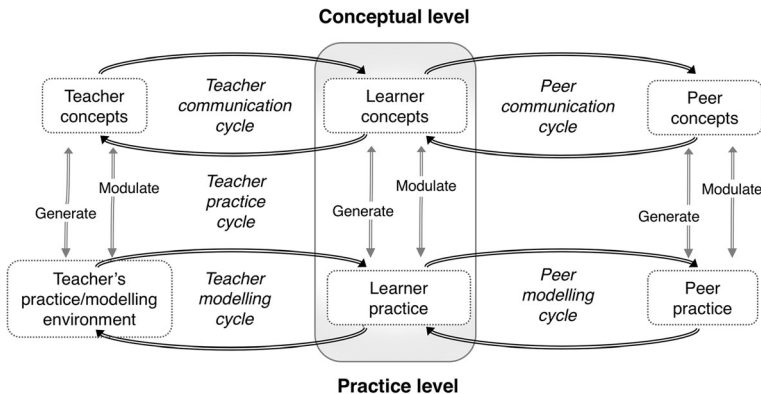 Conceptual level
Teacher
concepts
Teacher
communication
cycle
Learner
concepts
Peer
communication
cycle
Peer
concepts
Generate
Modulate
Teacher
practice
cycle
Generate
Modulate
Generate
Modulate
Teacher's
practice/modelling
environment
Teacher
modelling
cycle
Learner
practice
Peer
modelling
cycle
Peer
practice
Practice level